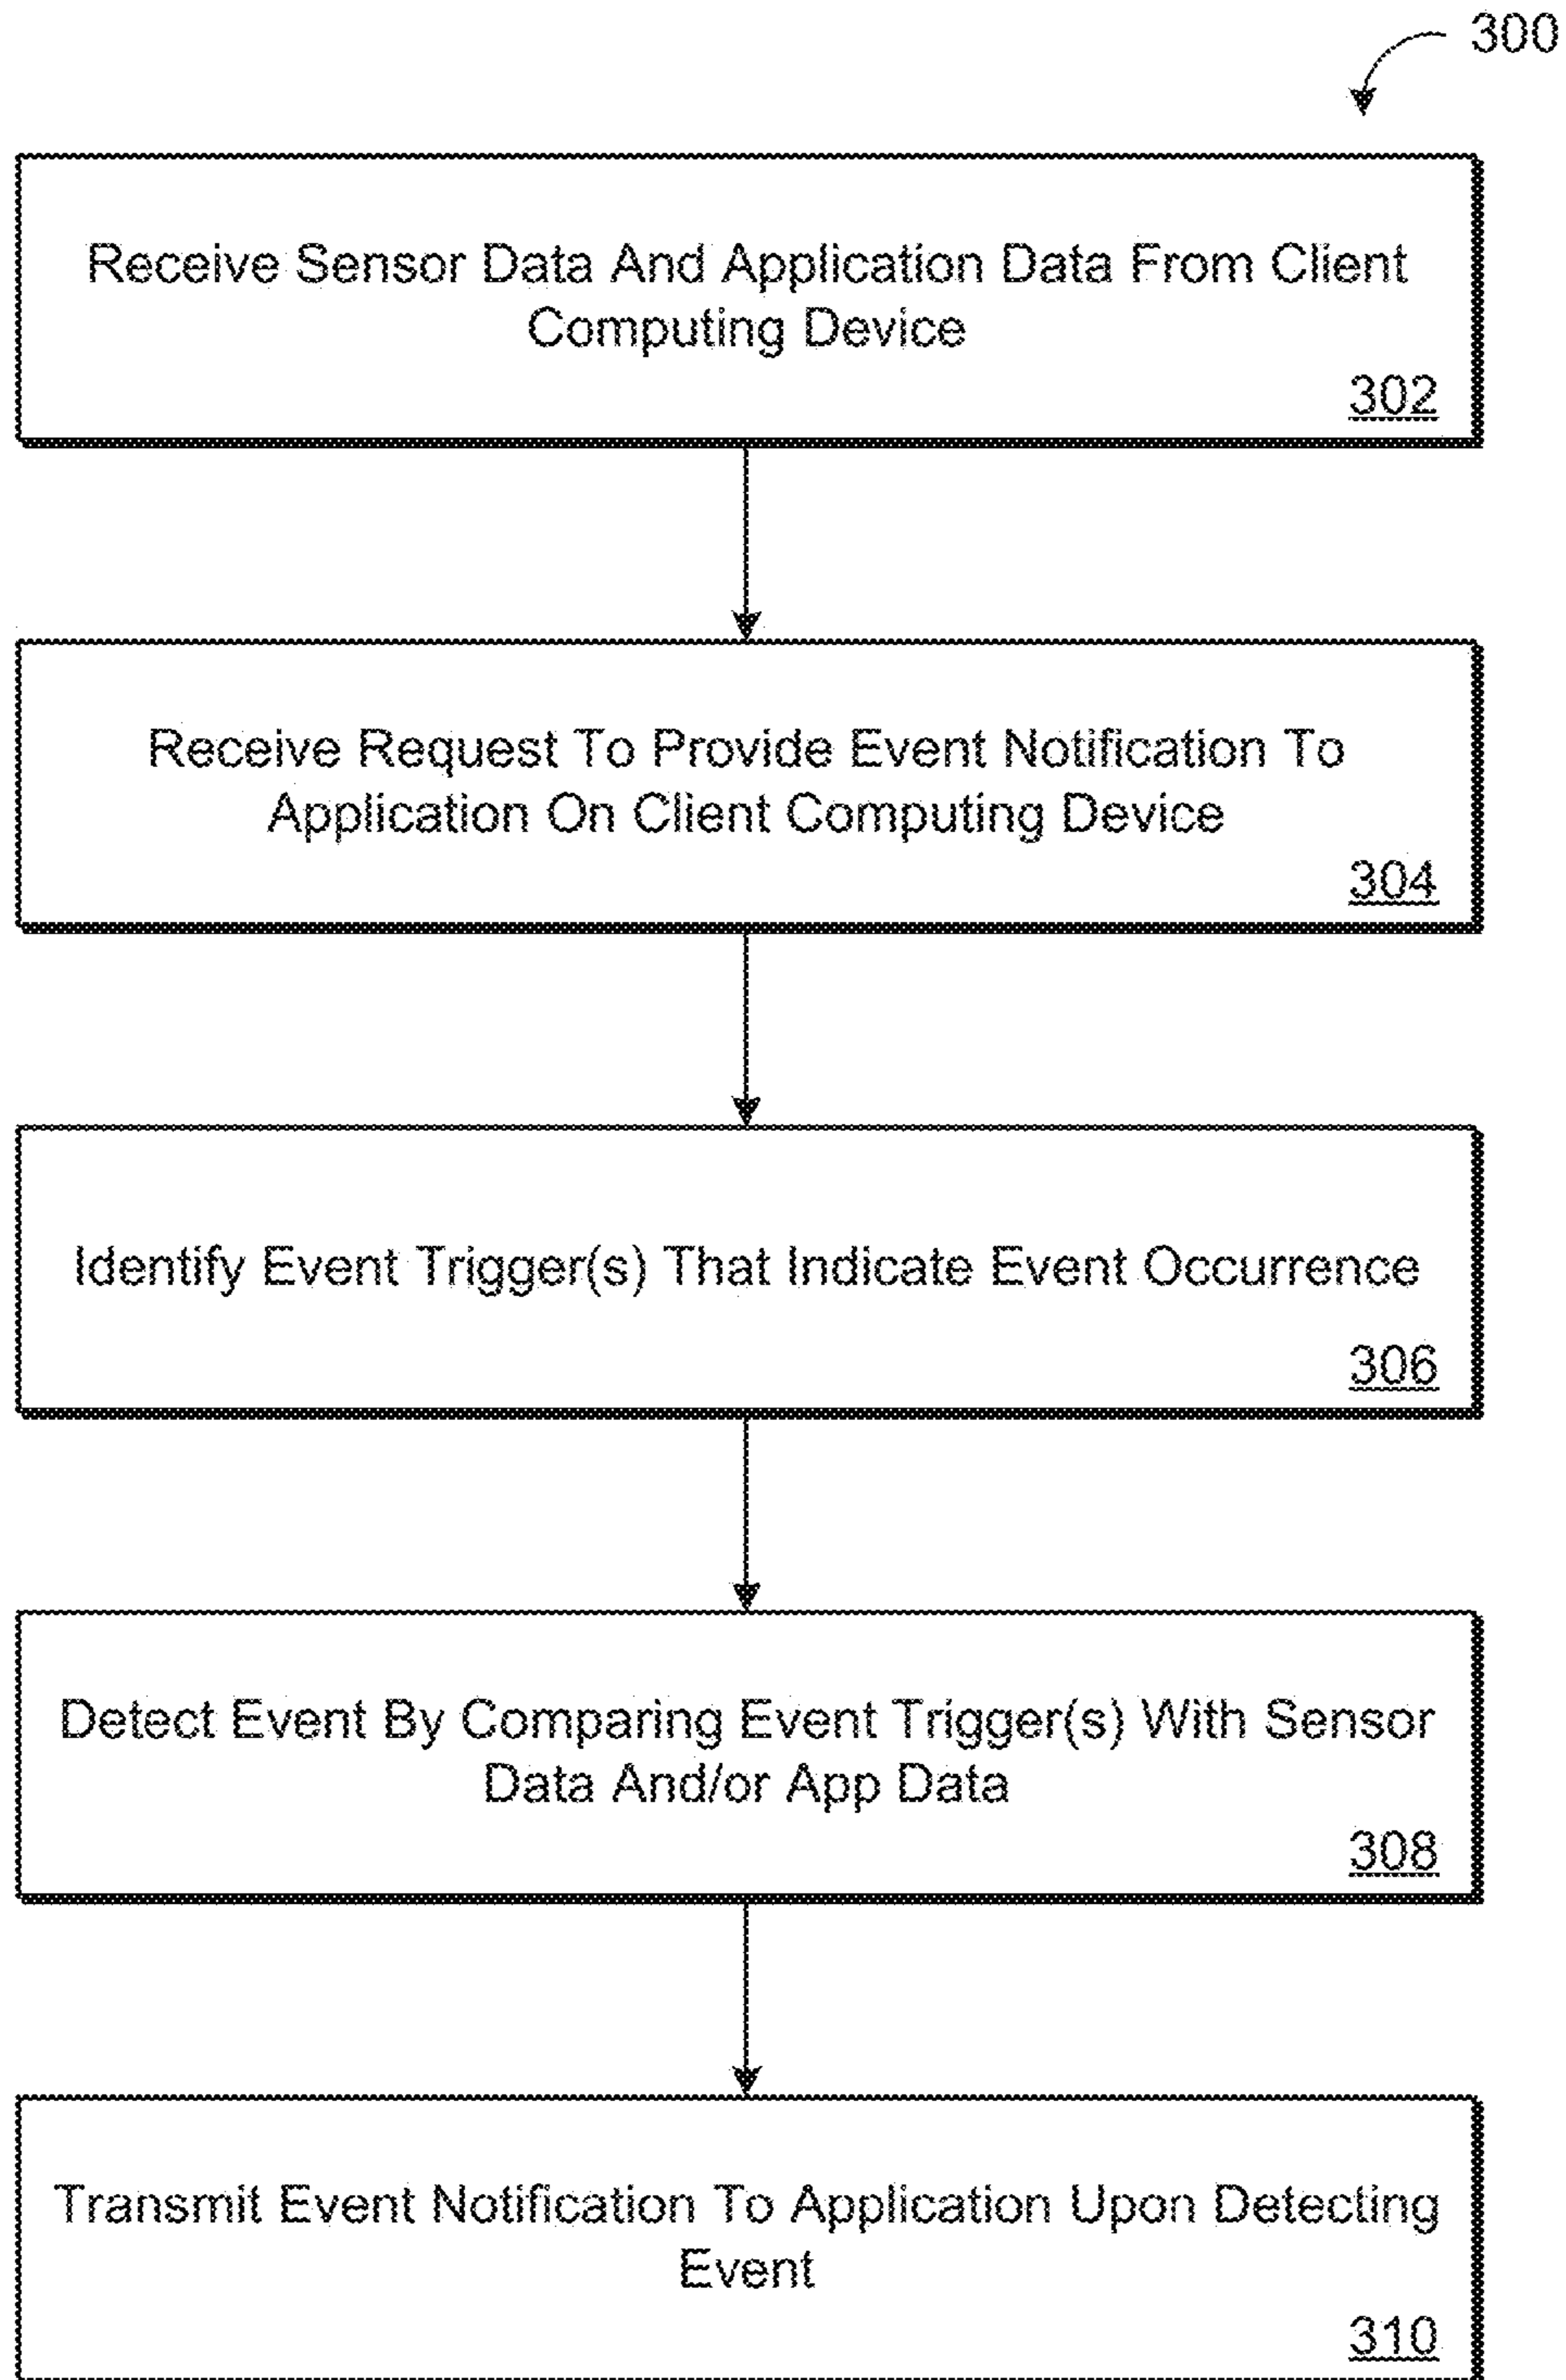 300
Receive Sensor Data And Application Data From Client
Computing Device
302
Receive Request To Provide Event Notification To
Application On Client Computing Device
304
Identify Event Trigger(s) That Indicate Event Occurrence
306
Detect Event By Comparing Event Trigger(s) With Sensor
Data And/or App Data
308
Transmit Event Notification To Application Upon Detecting
Event
310